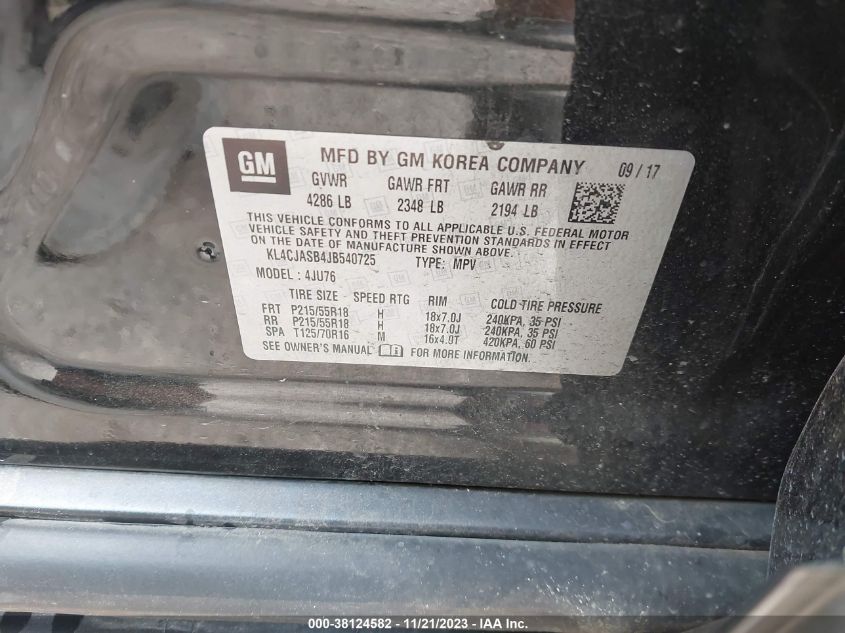 GM
MFD BY GM KOREA COMPANY 09 / 17
GVWR GAWR FRT GAWR RR
4286 LB 2348 LB 2194 LB
THIS VEHICLE CONFORMS TO ALL APPLICABLE U.S. FEDERAL MOTOR
VEHICLE SAFETY AND THEFT PREVENTION STANDARDS IN EFFECT
ON THE DATE OF MANUFACTURE SHOWN ABOVE.
KL4CJASB4JB540725 TYPE: MPV
MODEL : 4JU76
TIRE SIZE SPEED RTG RIM COLD TIRE PRESSURE
FRT P215/55R18 H 18x7.0J 240KPA, 35 PSI
RR P215/55R18 H 18x7.0J 240KPA, 35 PSI
SPA T125/70R16 M 16x4.0T 420KPA, 60 PSI
SEE OWNER'S MANUAL FOR MORE INFORMATION.
000-38124582 - 11/21/2023 - IAAI.COM